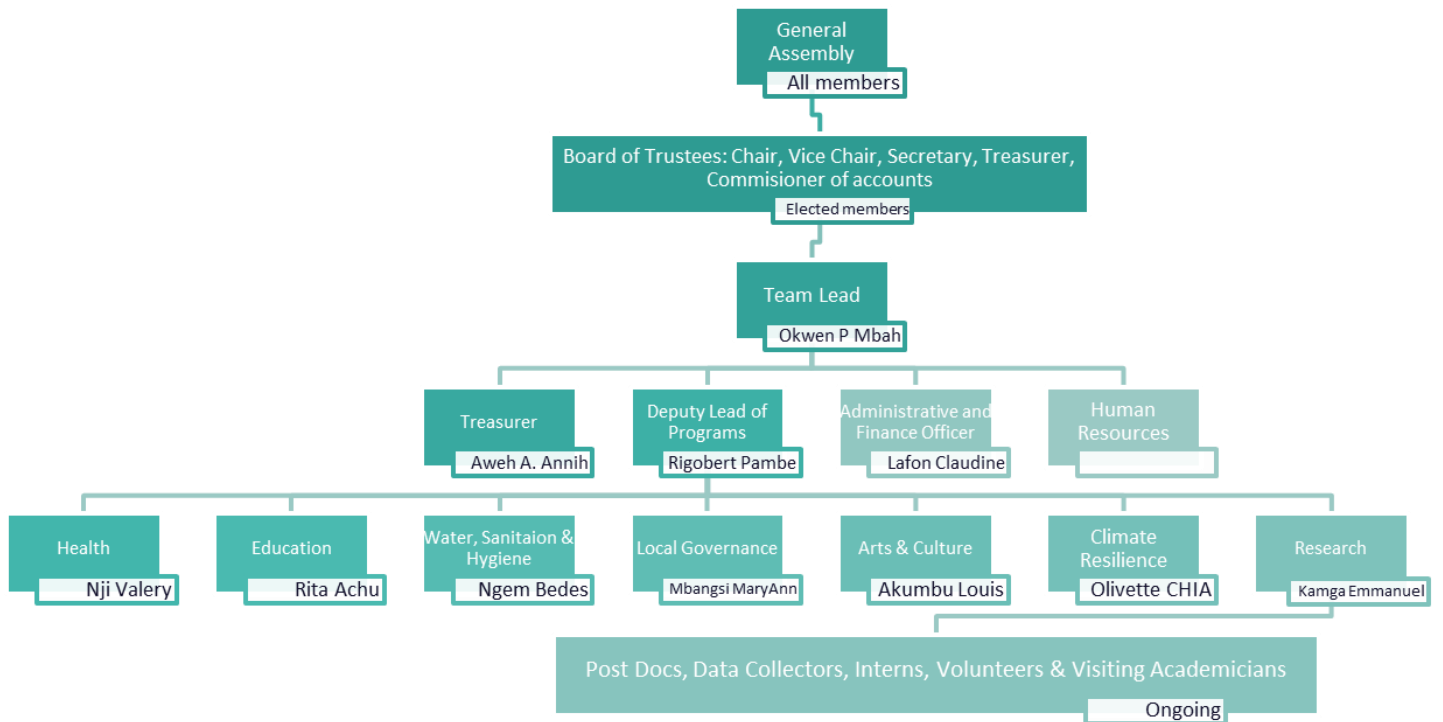 General
Assembly
All members
Board of Trustees: Chair, Vice Chair, Secretary, Treasurer,
Commisioner of accounts
Elected members
Team Lead
Okwen P Mbah
Treasurer
Aweh A. Annih
Deputy Lead of
Programs
Rigobert Pambe
Administrative and
Finance Officer
Lafon Claudine
Human
Resources
Health
Nji Valery
Education
Rita Achu
Water, Sanitaion &
Hygiene
Ngem Bedes
Local Governance
Mbangsi MaryAnn
Arts & Culture
Akumbu Louis
Climate
Resilience
Olivette CHIA
Research
Kamga Emmanuel
Post Docs, Data Collectors, Interns, Volunteers & Visiting Academicians
Ongoing